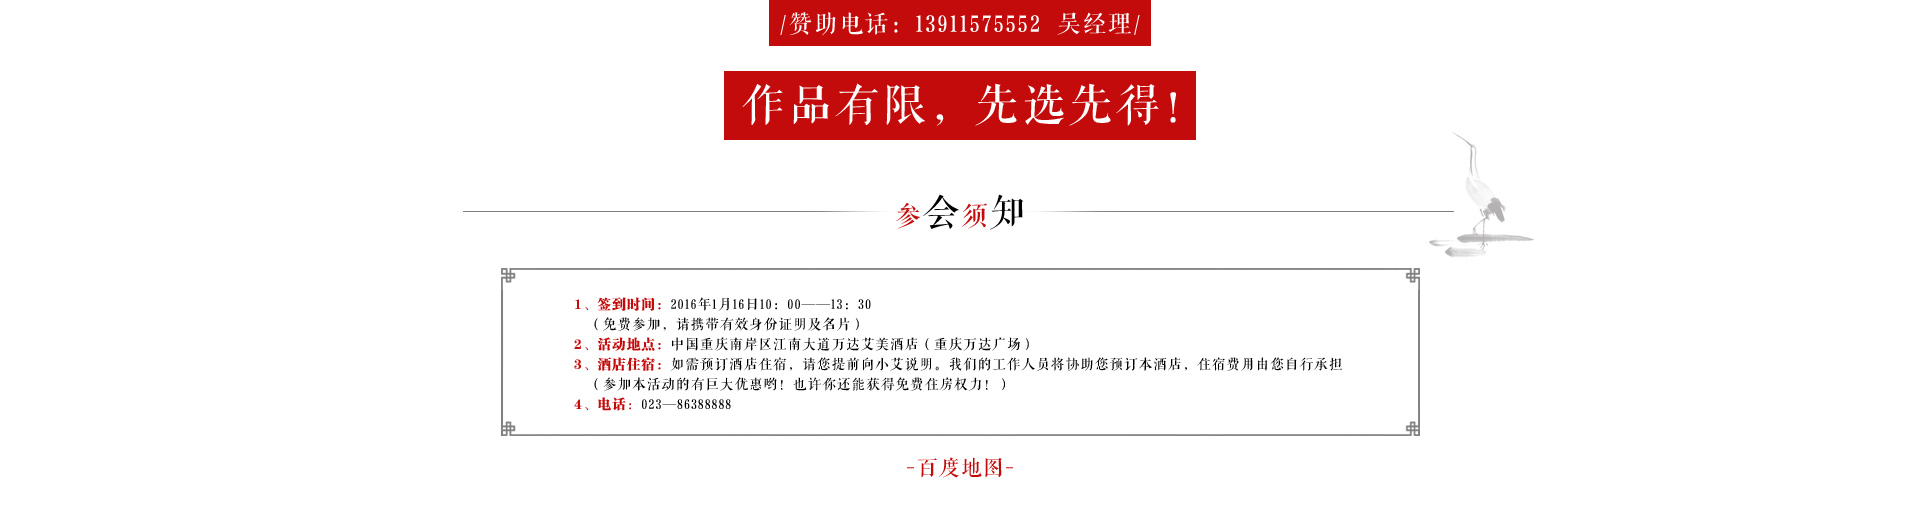 /赞助电话：13911575552 吴经理/
作品有限，先选先得！
参会须知
1、签到时间：2016年1月16日10：00——13：30
（免费参加，请携带有效身份证明及名片）
2、活动地点：中国重庆南岸区江南大道万达艾美酒店（重庆万达广场）
3、酒店住宿：如需预订酒店住宿，请您提前向小艾说明。我们的工作人员将协助您预订本酒店，住宿费用由您自行承担
（参加本活动的有巨大优惠哟！也许你还能获得免费住房权力！）
4、电话：023—86388888
-百度地图-